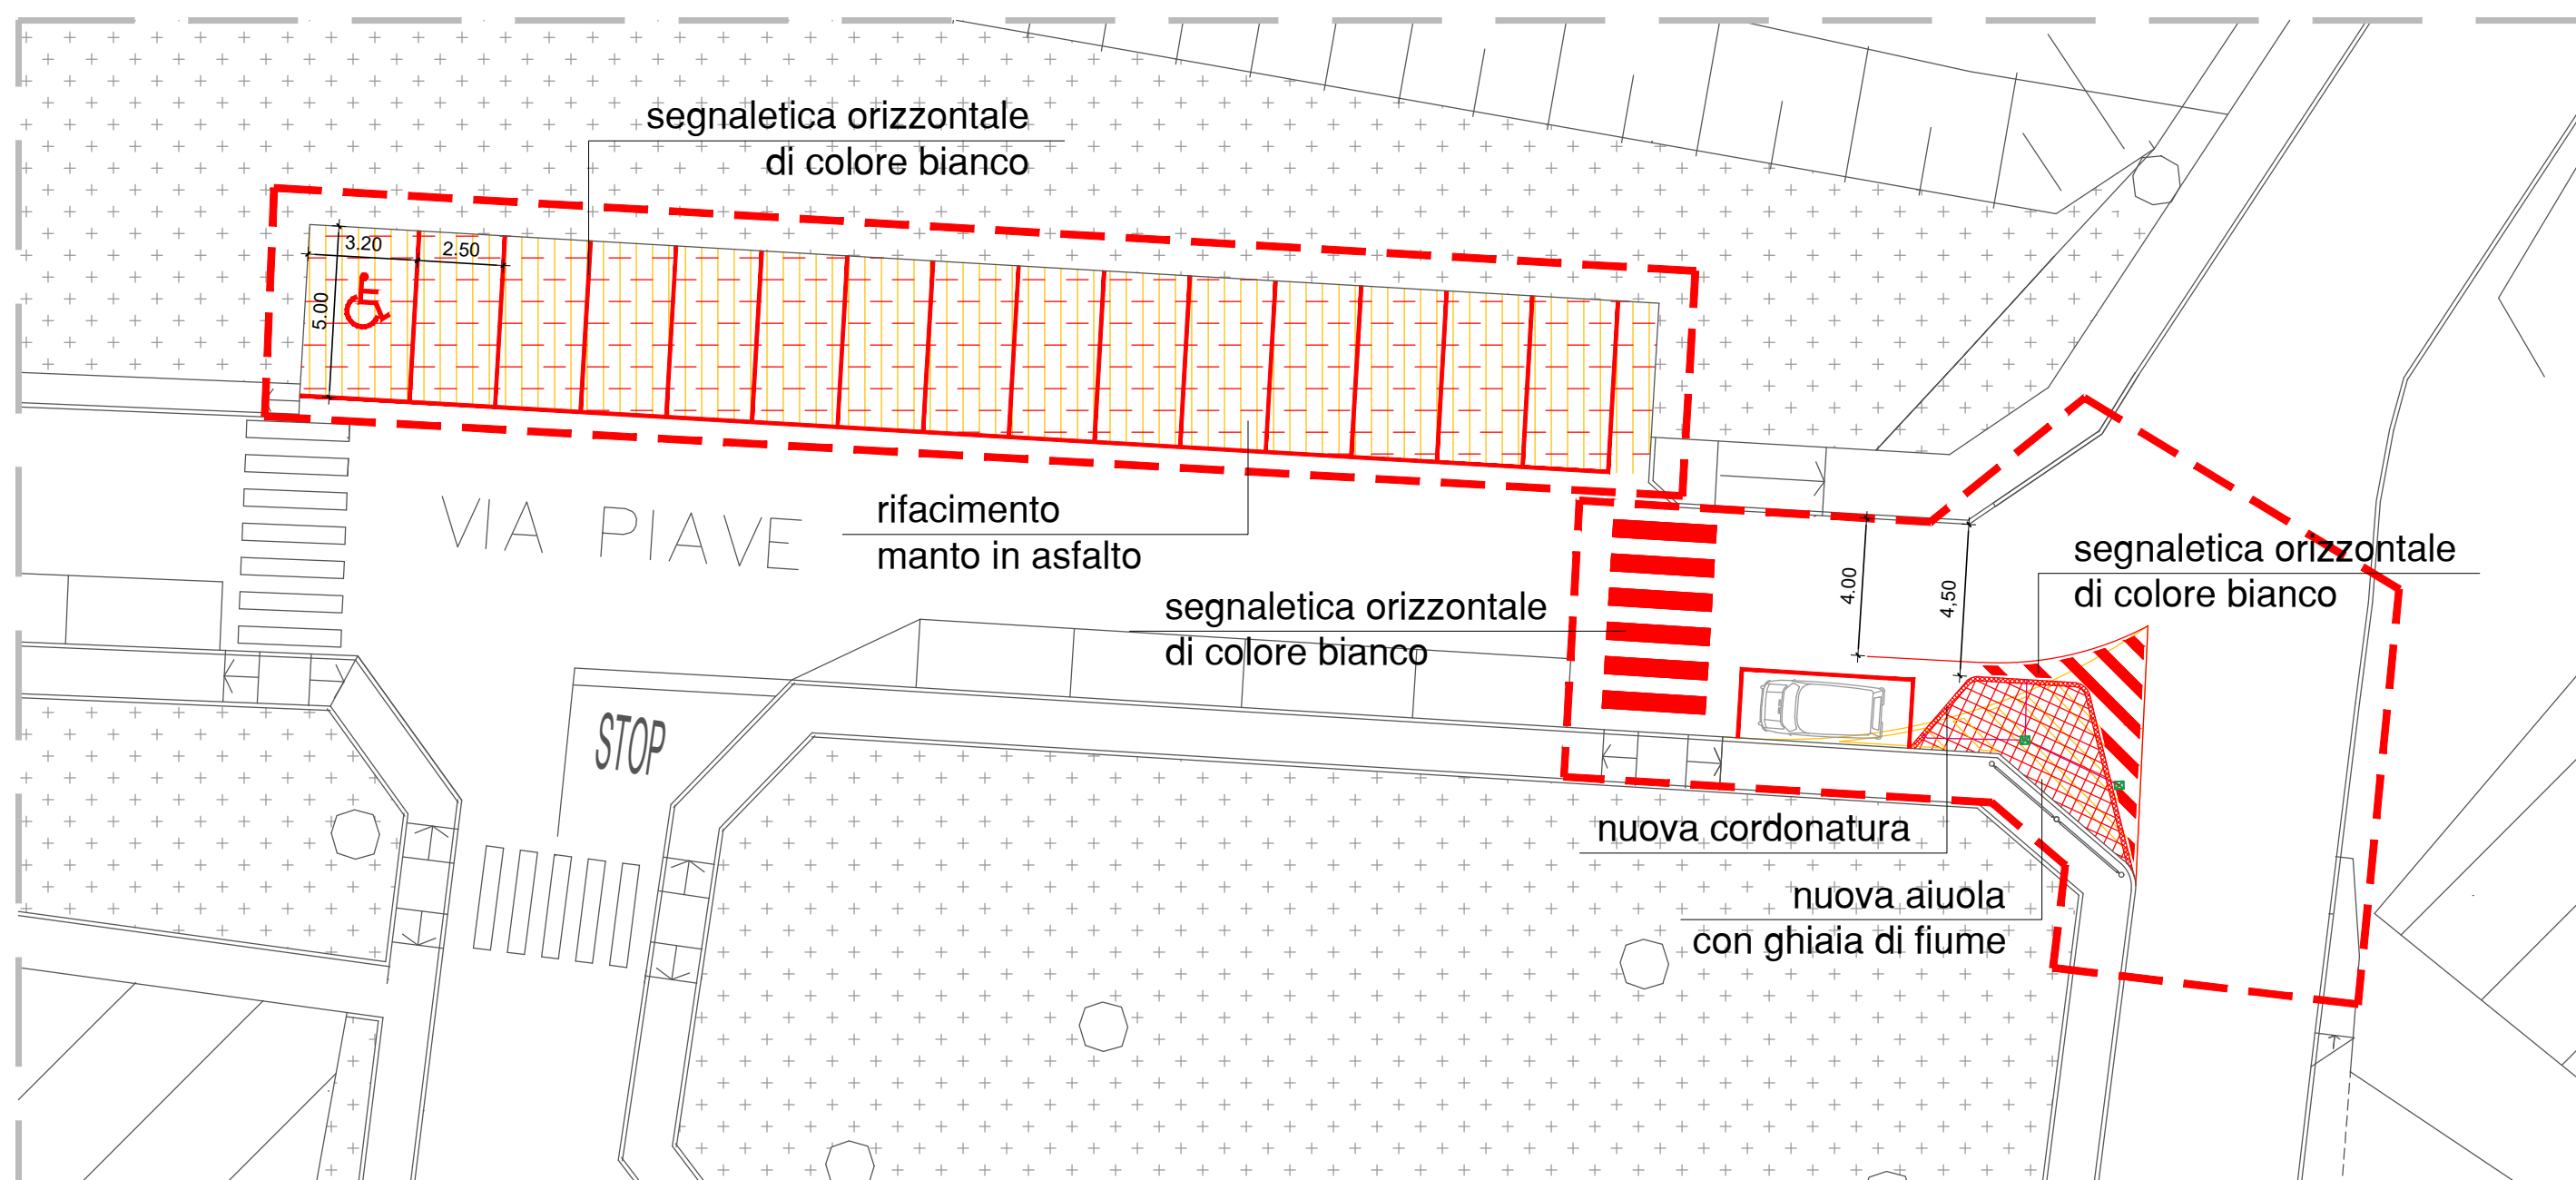 segnaletica orizzontale
di colore bianco
3.20
2.50
5.00
VIA PIAVE
rifacimento
manto in asfalto
segnaletica orizzontale
di colore bianco
4.00
4,50
segnaletica orizzontale
di colore bianco
STOP
nuova cordonatura
nuova aiuola
con ghiaia di fiume